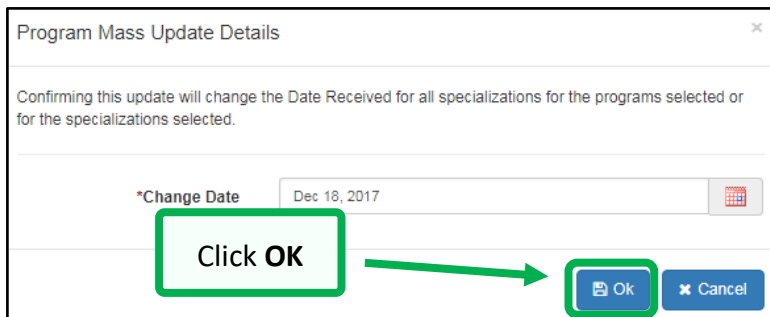 Program Mass Update Details
Confirming this update will change the Date Received for all specializations for the programs selected or
for the specializations selected.
*Change Date Dec 18, 2017
Click OK
Ok Cancel